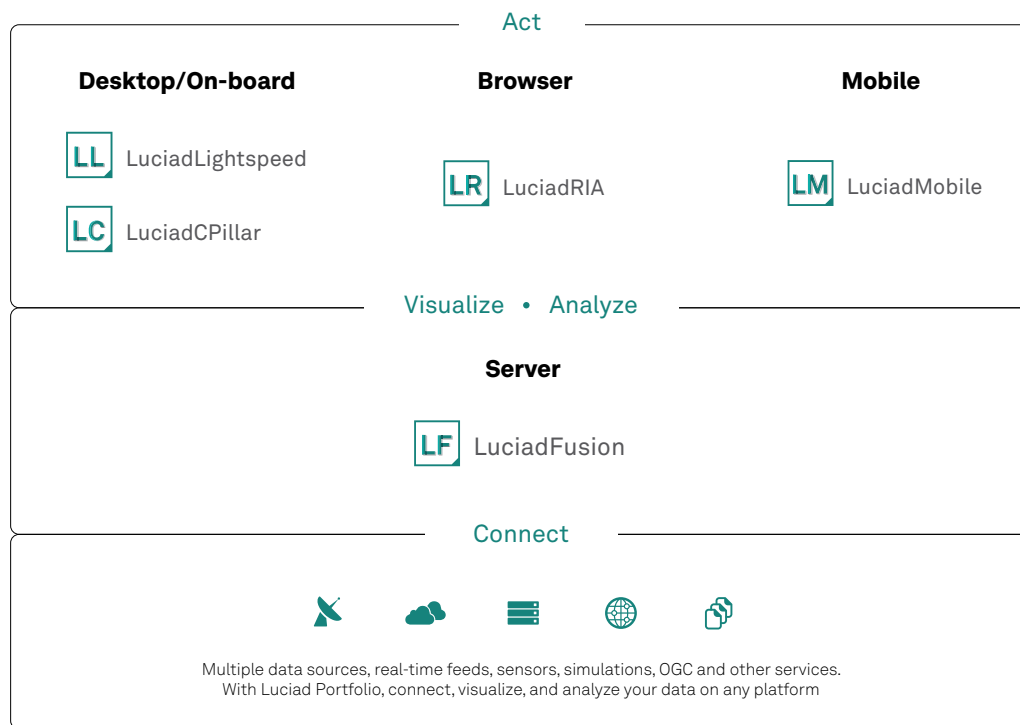 Act
Desktop/On-board
Browser
Mobile
LL LuciadLightspeed
LR LuciadRIA
LM LuciadMobile
LC LuciadCPillar
Visualize • Analyze
Server
LF LuciadFusion
Connect
Multiple data sources, real-time feeds, sensors, simulations, OGC and other services.
With Luciad Portfolio, connect, visualize, and analyze your data on any platform